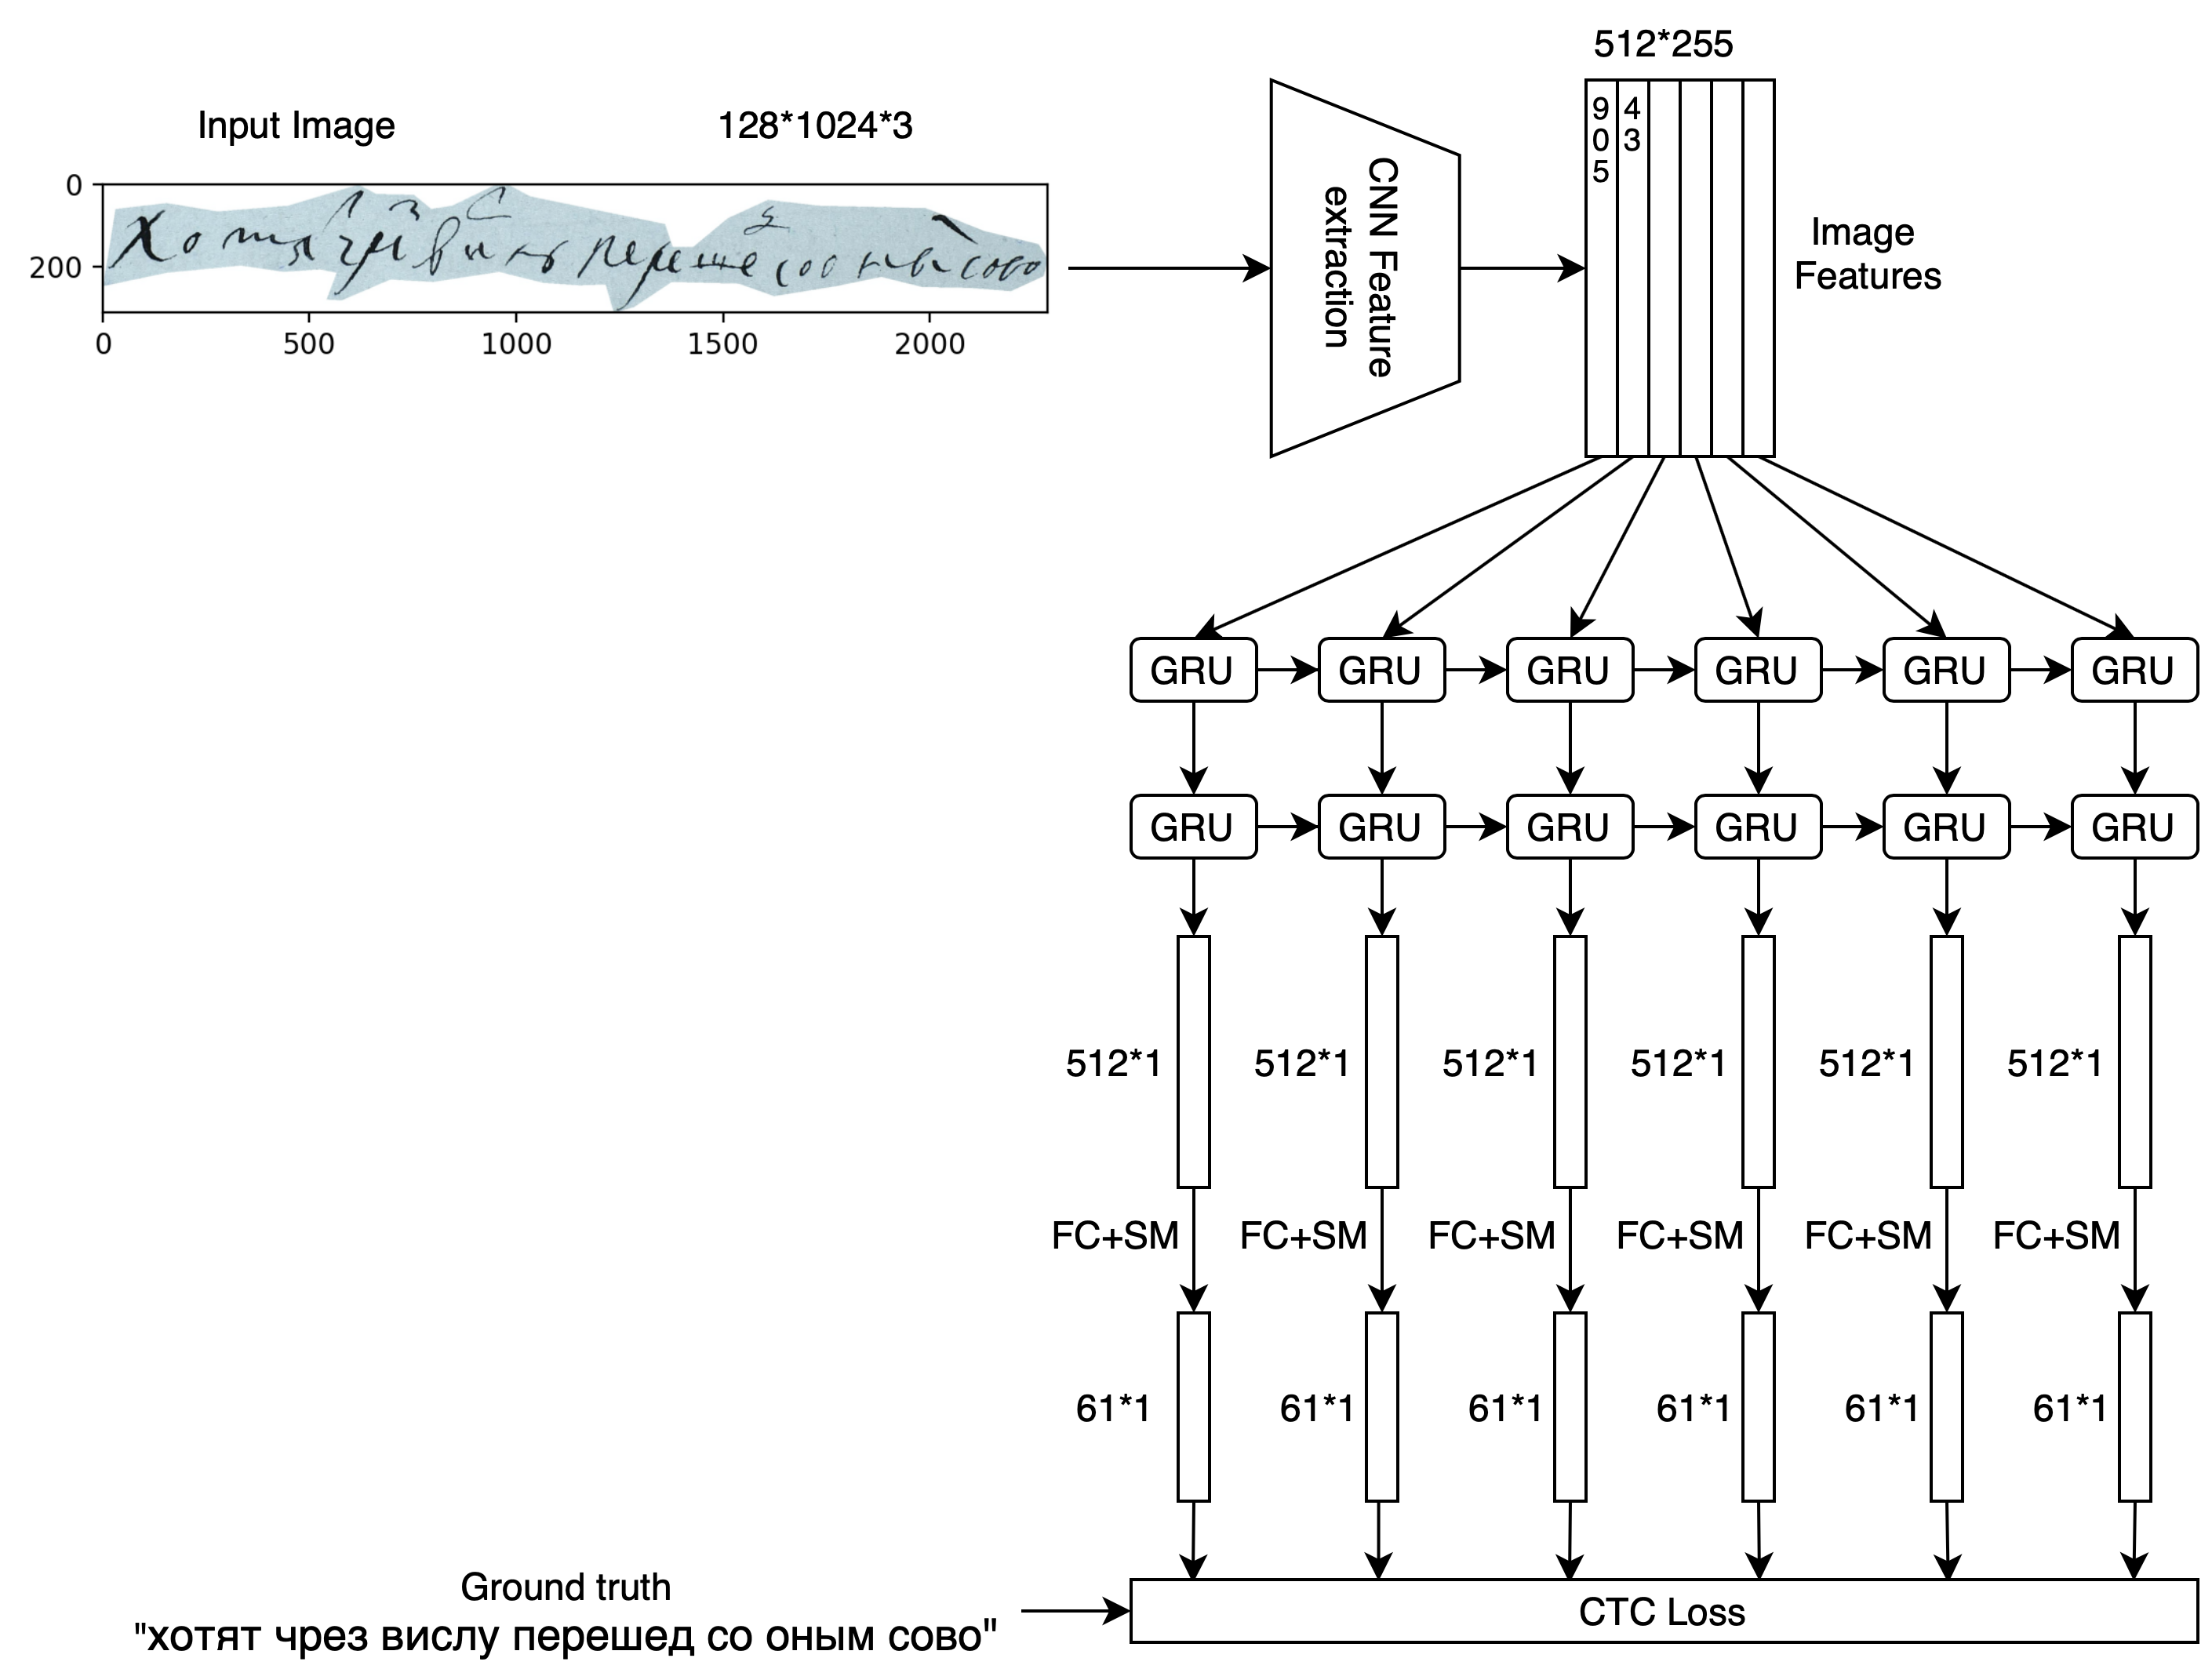 512*255
Input Image 128*1024*3
9 4
0 3
5
0
200
0 500 1000 1500 2000
CNN Feature
extraction
Image
Features
GRU GRU GRU GRU GRU GRU
GRU GRU GRU GRU GRU GRU
512*1 512*1 512*1 512*1 512*1 512*1
FC+SM FC+SM FC+SM FC+SM FC+SM FC+SM
61*1 61*1 61*1 61*1 61*1 61*1
Ground truth
"хотят чрез вислу перешед со оным сово"
CTC Loss